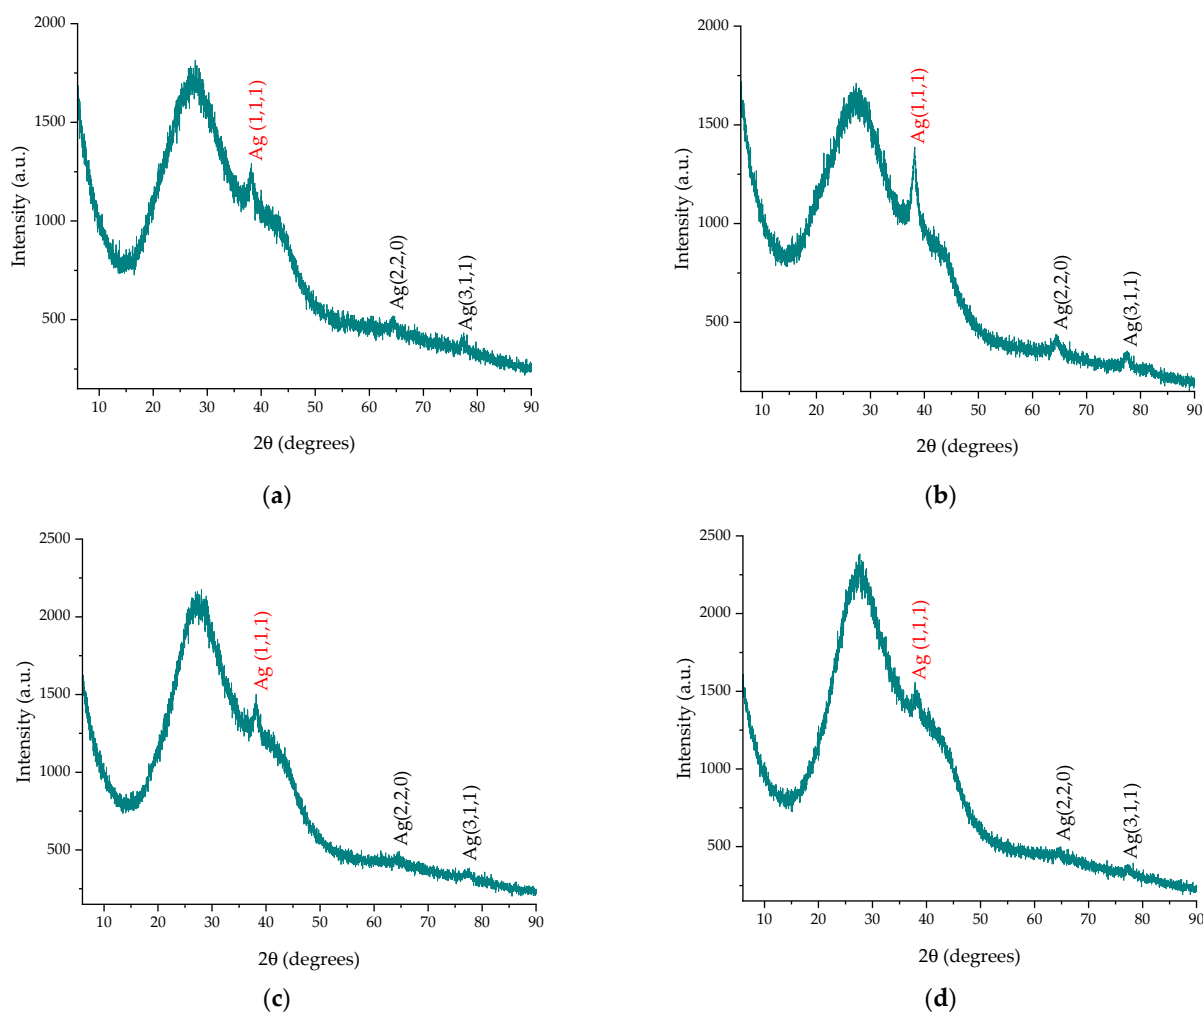 2000
1500
1000
500
Intensity (a.u.)
Ag (1,1,1)
Ag(2,2,0)
Ag(3,1,1)
10 20 30 40 50 60 70 80 90
2θ (degrees)
(a)
2000
1500
1000
500
Intensity (a.u.)
Ag(1,1,1)
Ag(2,2,0)
Ag(3,1,1)
10 20 30 40 50 60 70 80 90
2θ (degrees)
(b)
2500
2000
1500
1000
500
Intensity (a.u.)
Ag (1,1,1)
Ag(2,2,0)
Ag(3,1,1)
10 20 30 40 50 60 70 80 90
2θ (degrees)
(c)
2500
2000
1500
1000
500
Intensity (a.u.)
Ag (1,1,1)
Ag(2,2,0)
Ag(3,1,1)
10 20 30 40 50 60 70 80 90
2θ (degrees)
(d)